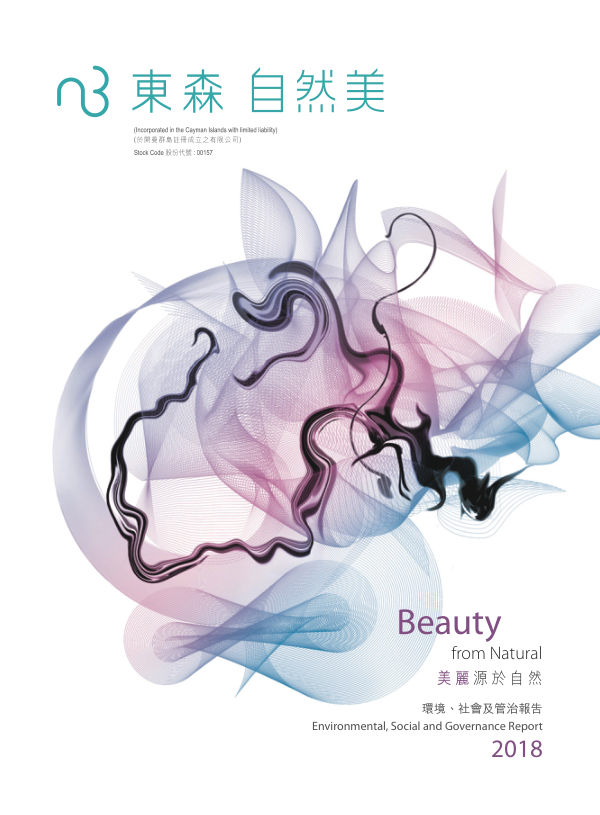 東森 自然美
(Incorporated in the Cayman Islands with limited liability)
(於開曼群島註冊成立之有限公司)
Stock Code 股份代號 : 00157
Beauty
from Natural
美麗源於自然
環境、社會及管治報告
Environmental, Social and Governance Report
2018